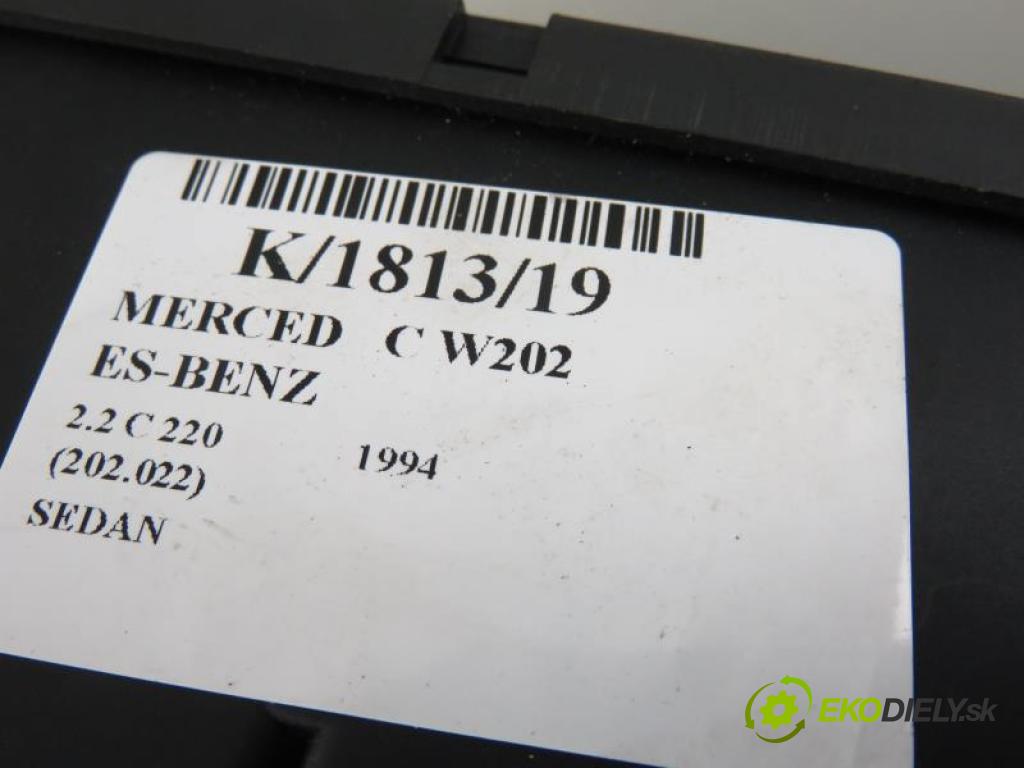 K/1813/19
MERCED C W202
ES-BENZ
2.2 C 220 1994
(202.022)
SEDAN
EKODIELY.sk